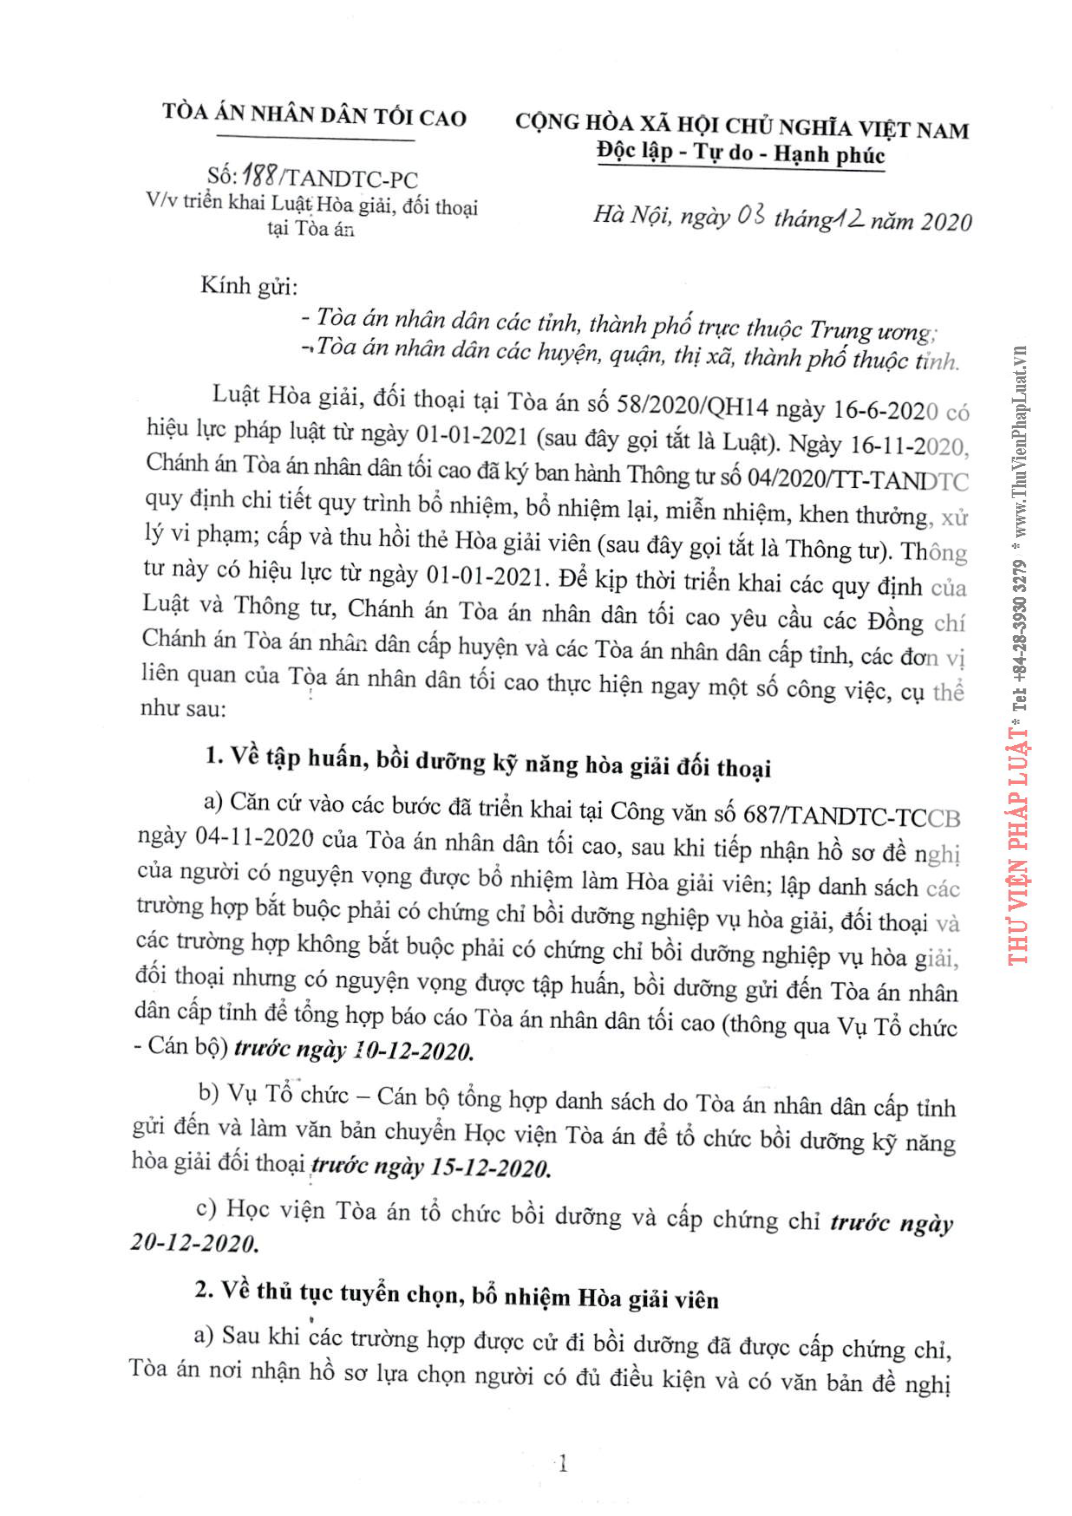 TÒA ÁN NHÂN DÂN TỐI CAO
CỘNG HÒA XÃ HỘI CHỦ NGHĨA VIỆT NAM
Độc lập - Tự do - Hạnh phúc
Số: 188/TANDTC-PC
V/v triển khai Luật Hòa giải, đối thoại
tại Tòa án
Hà Nội, ngày 03 tháng 12 năm 2020
Kính gửi:
- Tòa án nhân dân các tỉnh, thành phố trực thuộc Trung ương;
- Tòa án nhân dân các huyện, quận, thị xã, thành phố thuộc tỉnh.
Luật Hòa giải, đối thoại tại Tòa án số 58/2020/QH14 ngày 16-6-2020 có
hiệu lực pháp luật từ ngày 01-01-2021 (sau đây gọi tắt là Luật). Ngày 16-11-2020,
Chánh án Tòa án nhân dân tối cao đã ký ban hành Thông tư số 04/2020/TT-TANDTC
quy định chi tiết quy trình bổ nhiệm, bổ nhiệm lại, miễn nhiệm, khen thưởng, xử
lý vi phạm; cấp và thu hồi thẻ Hòa giải viên (sau đây gọi tắt là Thông tư). Thông
tư này có hiệu lực từ ngày 01-01-2021. Để kịp thời triển khai các quy định của
Luật và Thông tư, Chánh án Tòa án nhân dân tối cao yêu cầu các Đồng chí
Chánh án Tòa án nhân dân cấp huyện và các Tòa án nhân dân cấp tỉnh, các đơn vị
liên quan của Tòa án nhân dân tối cao thực hiện ngay một số công việc, cụ thể
như sau:
1. Về tập huấn, bồi dưỡng kỹ năng hòa giải đối thoại
a) Căn cứ vào các bước đã triển khai tại Công văn số 687/TANDTC-TCCB
ngày 04-11-2020 của Tòa án nhân dân tối cao, sau khi tiếp nhận hồ sơ đề nghị
của người có nguyện vọng được bổ nhiệm làm Hòa giải viên; lập danh sách các
trường hợp bắt buộc phải có chứng chỉ bồi dưỡng nghiệp vụ hòa giải, đối thoại và
các trường hợp không bắt buộc phải có chứng chỉ bồi dưỡng nghiệp vụ hòa giải,
đối thoại nhưng có nguyện vọng được tập huấn, bồi dưỡng gửi đến Tòa án nhân
dân cấp tỉnh để tổng hợp báo cáo Tòa án nhân dân tối cao (thông qua Vụ Tổ chức
- Cán bộ) trước ngày 10-12-2020.
b) Vụ Tổ chức – Cán bộ tổng hợp danh sách do Tòa án nhân dân cấp tỉnh
gửi đến và làm văn bản chuyển Học viện Tòa án để tổ chức bồi dưỡng kỹ năng
hòa giải đối thoại trước ngày 15-12-2020.
c) Học viện Tòa án tổ chức bồi dưỡng và cấp chứng chỉ trước ngày
20-12-2020.
2. Về thủ tục tuyển chọn, bổ nhiệm Hòa giải viên
a) Sau khi các trường hợp được cử đi bồi dưỡng đã được cấp chứng chỉ,
Tòa án nơi nhận hồ sơ lựa chọn người có đủ điều kiện và có văn bản đề nghị
1
THƯ VIỆN PHÁP LUẬT * Tel: +84-28-3930 3279 * www.ThuVienPhapLuat.vn